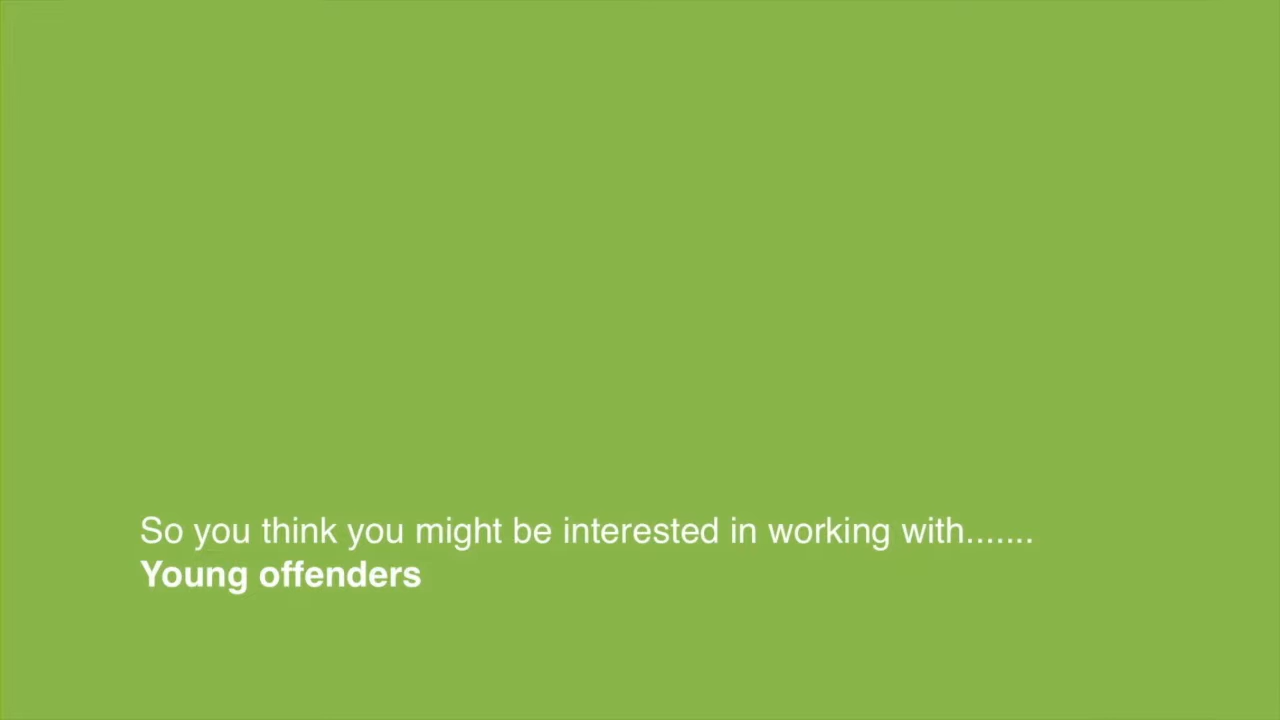 So you think you might be interested in working with.......
Young offenders